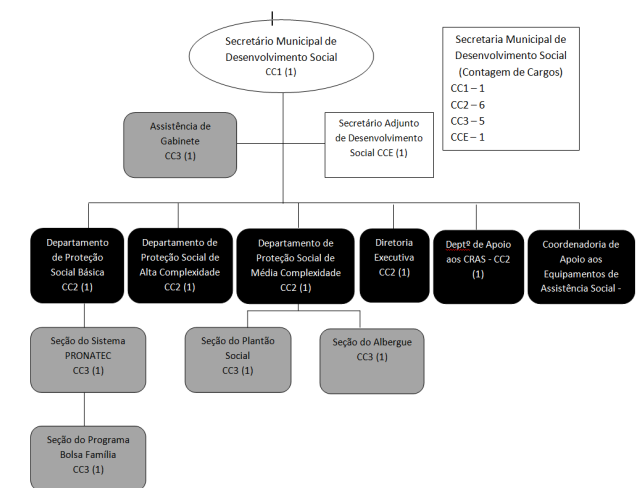 Secretário Municipal de
Desenvolvimento Social
CC1 (1)
Secretaria Municipal de
Desenvolvimento Social
(Contagem de Cargos)
CC1 – 1
CC2 – 6
CC3 – 5
CCE – 1
Assistência de
Gabinete
CC3 (1)
Secretário Adjunto
de Desenvolvimento
Social CCE (1)
Departamento
de Proteção
Social Básica
CC2 (1)
Departamento de
Proteção Social de
Alta Complexidade
CC2 (1)
Departamento de
Proteção Social de
Média Complexidade
CC2 (1)
Diretoria
Executiva
CC2 (1)
Deptº de Apoio
aos CRAS - CC2
(1)
Coordenadoria de
Apoio aos
Equipamentos de
Assistência Social -
Seção do Sistema
PRONATEC
CC3 (1)
Seção do Plantão
Social
CC3 (1)
Seção do Albergue
CC3 (1)
Seção do Programa
Bolsa Família
CC3 (1)